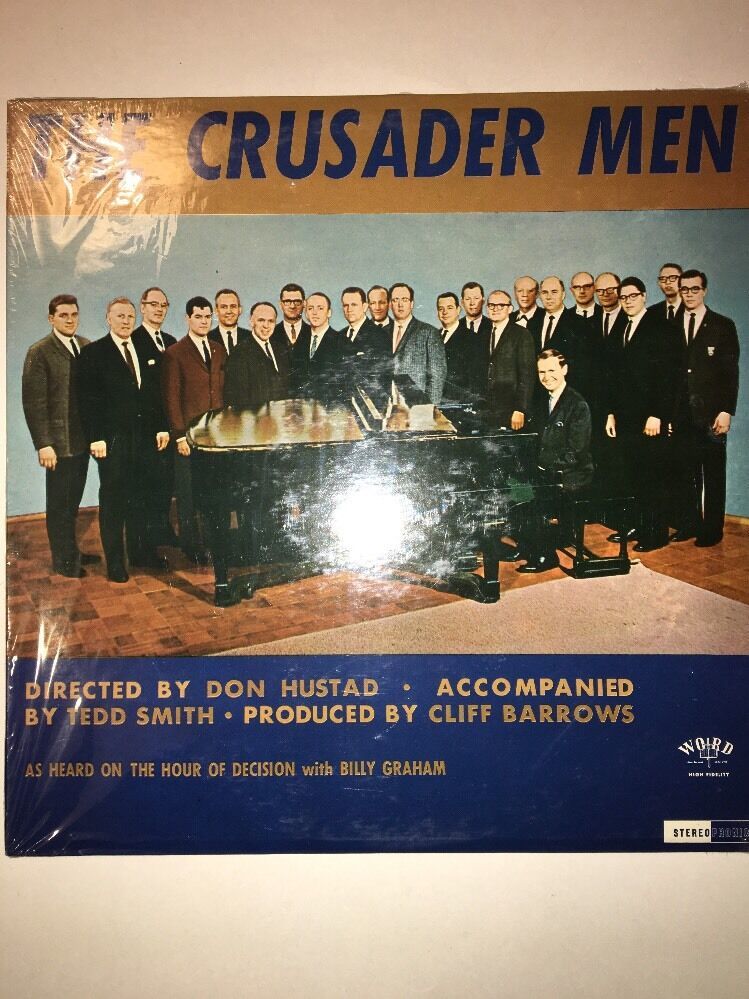 THE CRUSADER MEN
DIRECTED BY DON HUSTAD • ACCOMPANIED
BY TEDD SMITH • PRODUCED BY CLIFF BARROWS
AS HEARD ON THE HOUR OF DECISION with BILLY GRAHAM
WORD
HIGH FIDELITY
STEREOPHONIC